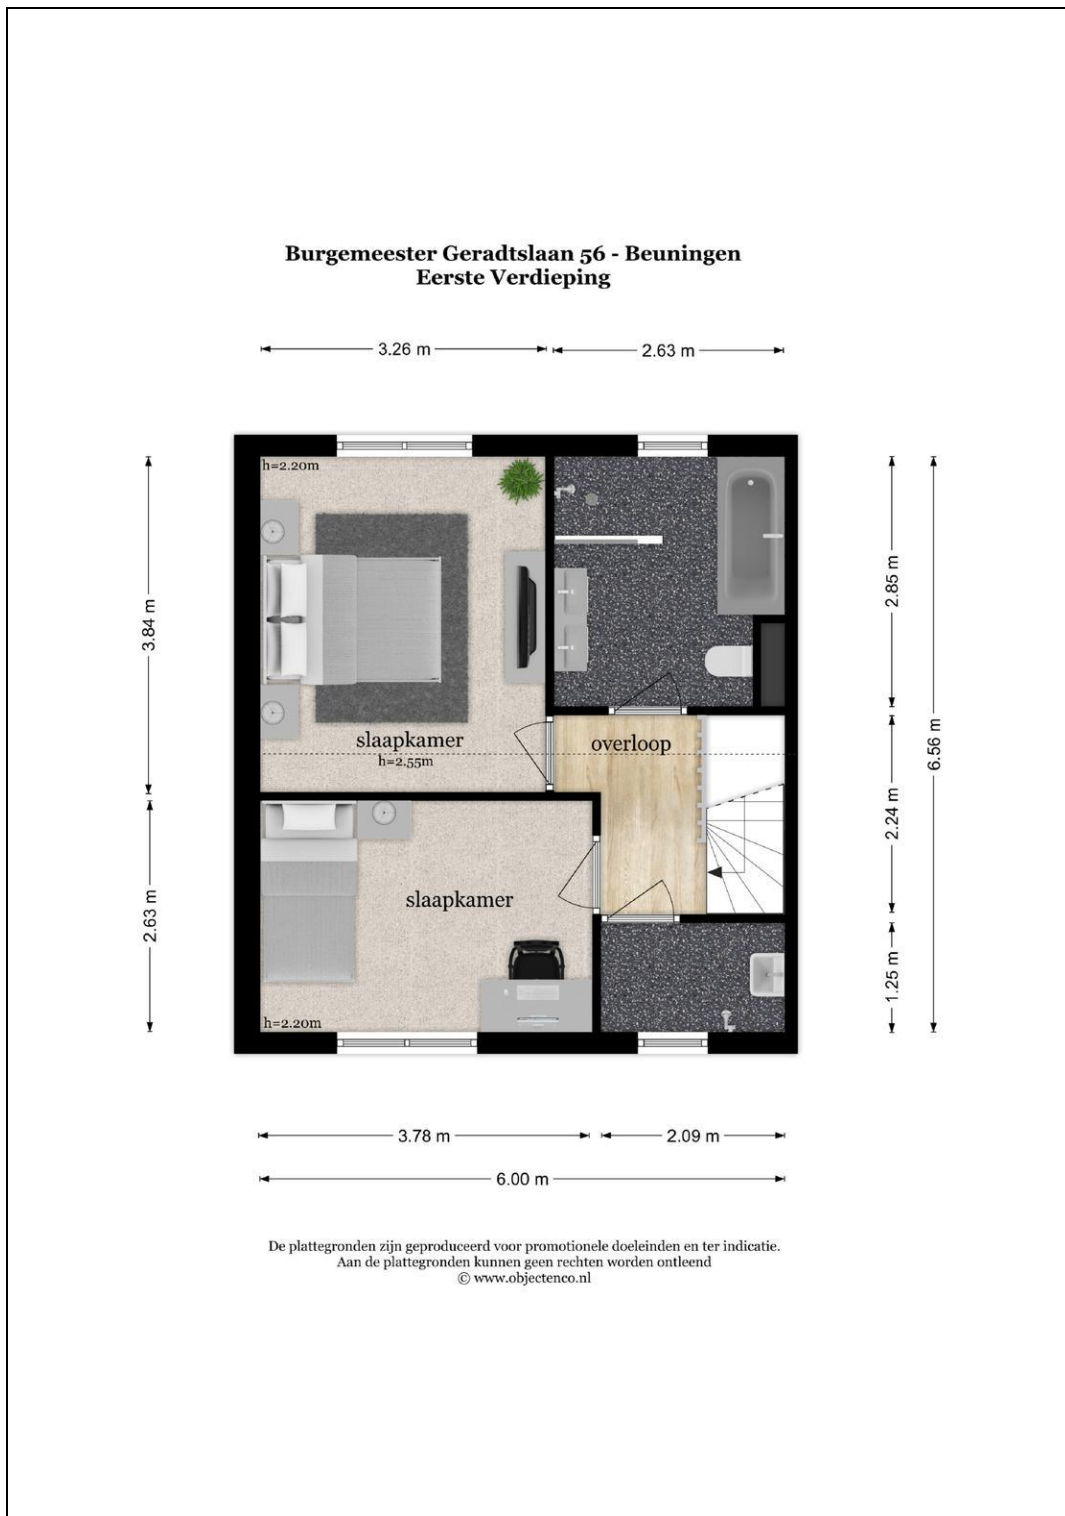 Burgemeester Geradtslaan 56 - Beuningen
Eerste Verdieping
3.26 m
2.63 m
h=2.20m
3.84 m
2.85 m
6.56 m
slaapkamer
h=2.55m
overloop
2.24 m
2.63 m
slaapkamer
1.25 m
h=2.20m
3.78 m
2.09 m
6.00 m
De plattegronden zijn geproduceerd voor promotionele doeleinden en ter indicatie.
Aan de plattegronden kunnen geen rechten worden ontleend
© www.objectenco.nl